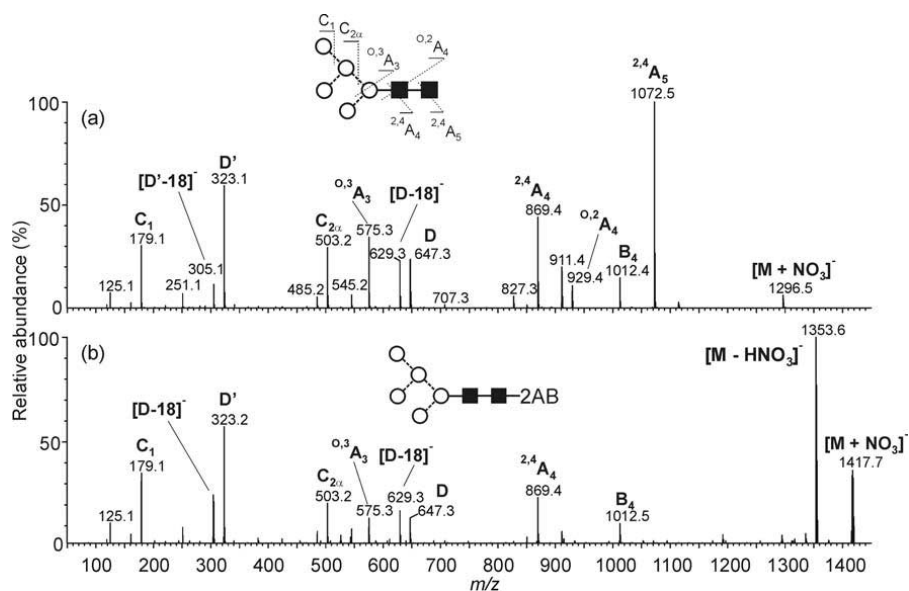 (a)
C₁
C₂α
⁰,³A₃
⁰,²A₄
²,⁴A₄
²,⁴A₅
²,⁴A₅
1072.5
100
D'
323.1
[D'-18]⁻
305.1
C₁
179.1
125.1
251.1
⁰,³A₃
575.3
[D-18]⁻
629.3
D
647.3
C₂α
503.2
485.2
545.2
707.3
²,⁴A₄
869.4
827.3
911.4
⁰,²A₄
929.4
B₄
1012.4
[M + NO₃]⁻
1296.5
50
0
Relative abundance (%)
(b)
2AB
100
[D-18]⁻
D'
323.2
C₁
179.1
125.1
⁰,³A₃
575.3
[D-18]⁻
629.3
D
647.3
C₂α
503.2
²,⁴A₄
869.4
B₄
1012.5
1353.6
[M - HNO₃]⁻
[M + NO₃]⁻
1417.7
50
0
100 200 300 400 500 600 700 800 900 1000 1100 1200 1300 1400
m/z